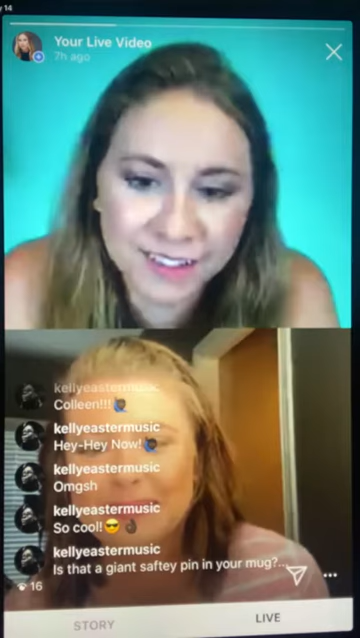 14
Your Live Video
7h ago
kellyeastermusic
Colleen!!!
kellyeastermusic
Hey-Hey Now!
kellyeastermusic
Omgsh
kellyeastermusic
So cool! 😎
kellyeastermusic
Is that a giant saftey pin in your mug?...
16
STORY
LIVE